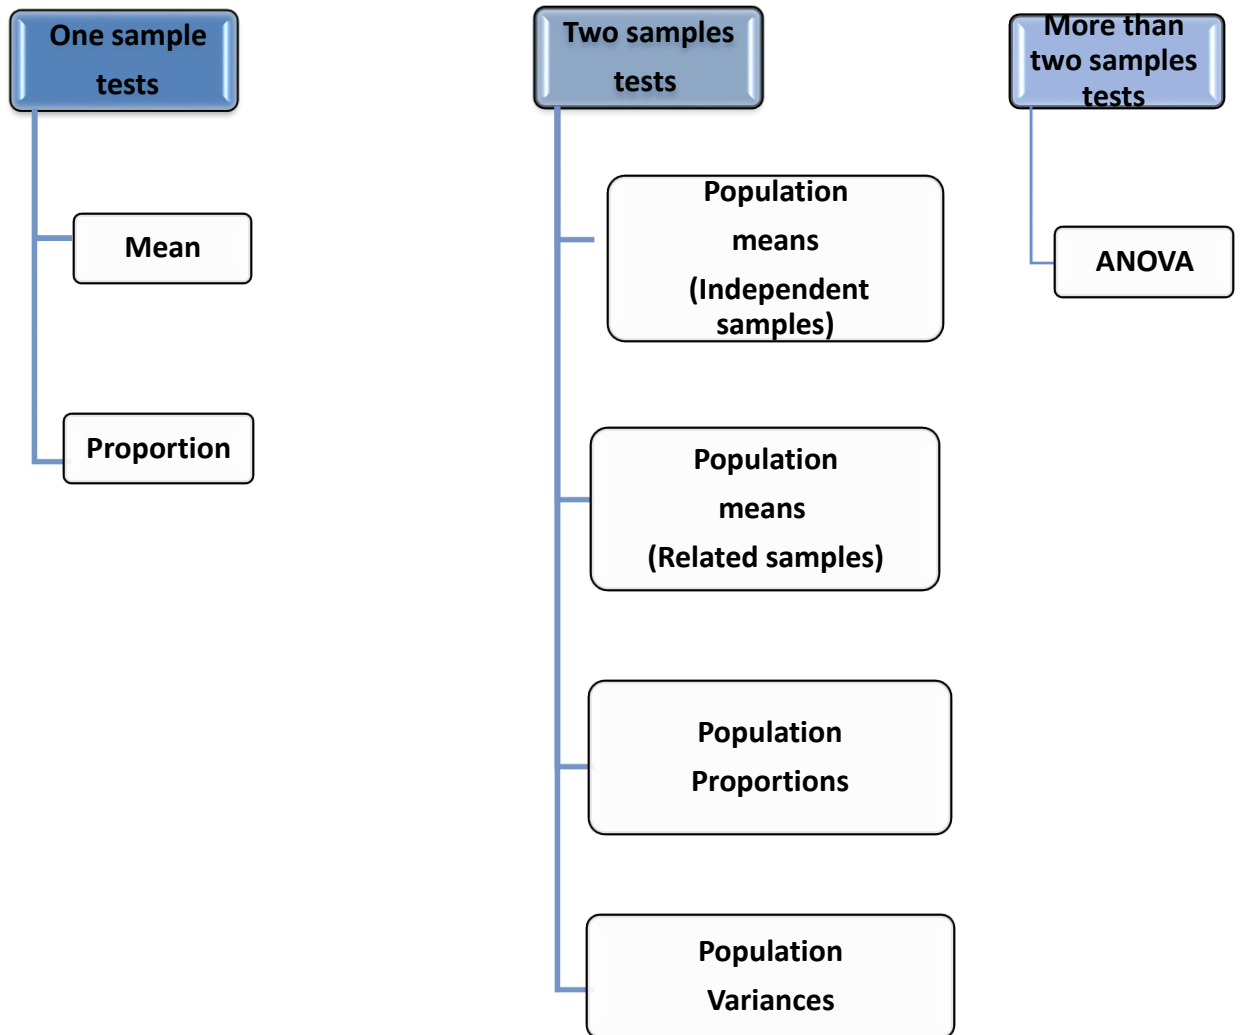 One sample
tests
Mean
Proportion
Two samples
tests
Population
means
(Independent
samples)
Population
means
(Related samples)
Population
Proportions
Population
Variances
More than
two samples
tests
ANOVA